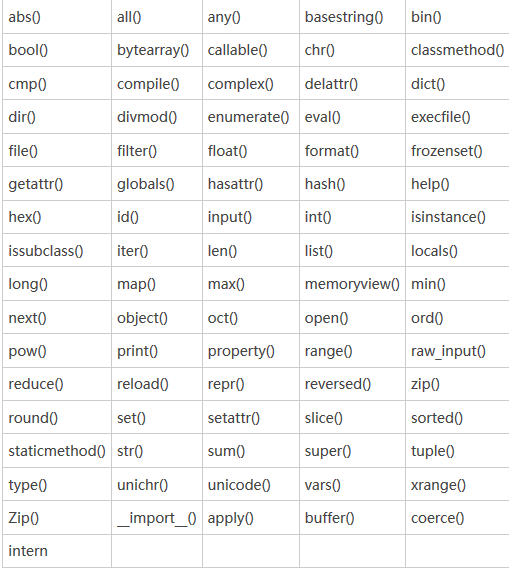 abs() all() any() basestring() bin()
bool() bytearray() callable() chr() classmethod()
cmp() compile() complex() delattr() dict()
dir() divmod() enumerate() eval() execfile()
file() filter() float() format() frozenset()
getattr() globals() hasattr() hash() help()
hex() id() input() int() isinstance()
issubclass() iter() len() list() locals()
long() map() max() memoryview() min()
next() object() oct() open() ord()
pow() print() property() range() raw_input()
reduce() reload() repr() reversed() zip()
round() set() setattr() slice() sorted()
staticmethod() str() sum() super() tuple()
type() unichr() unicode() vars() xrange()
Zip() __import__() apply() buffer() coerce()
intern